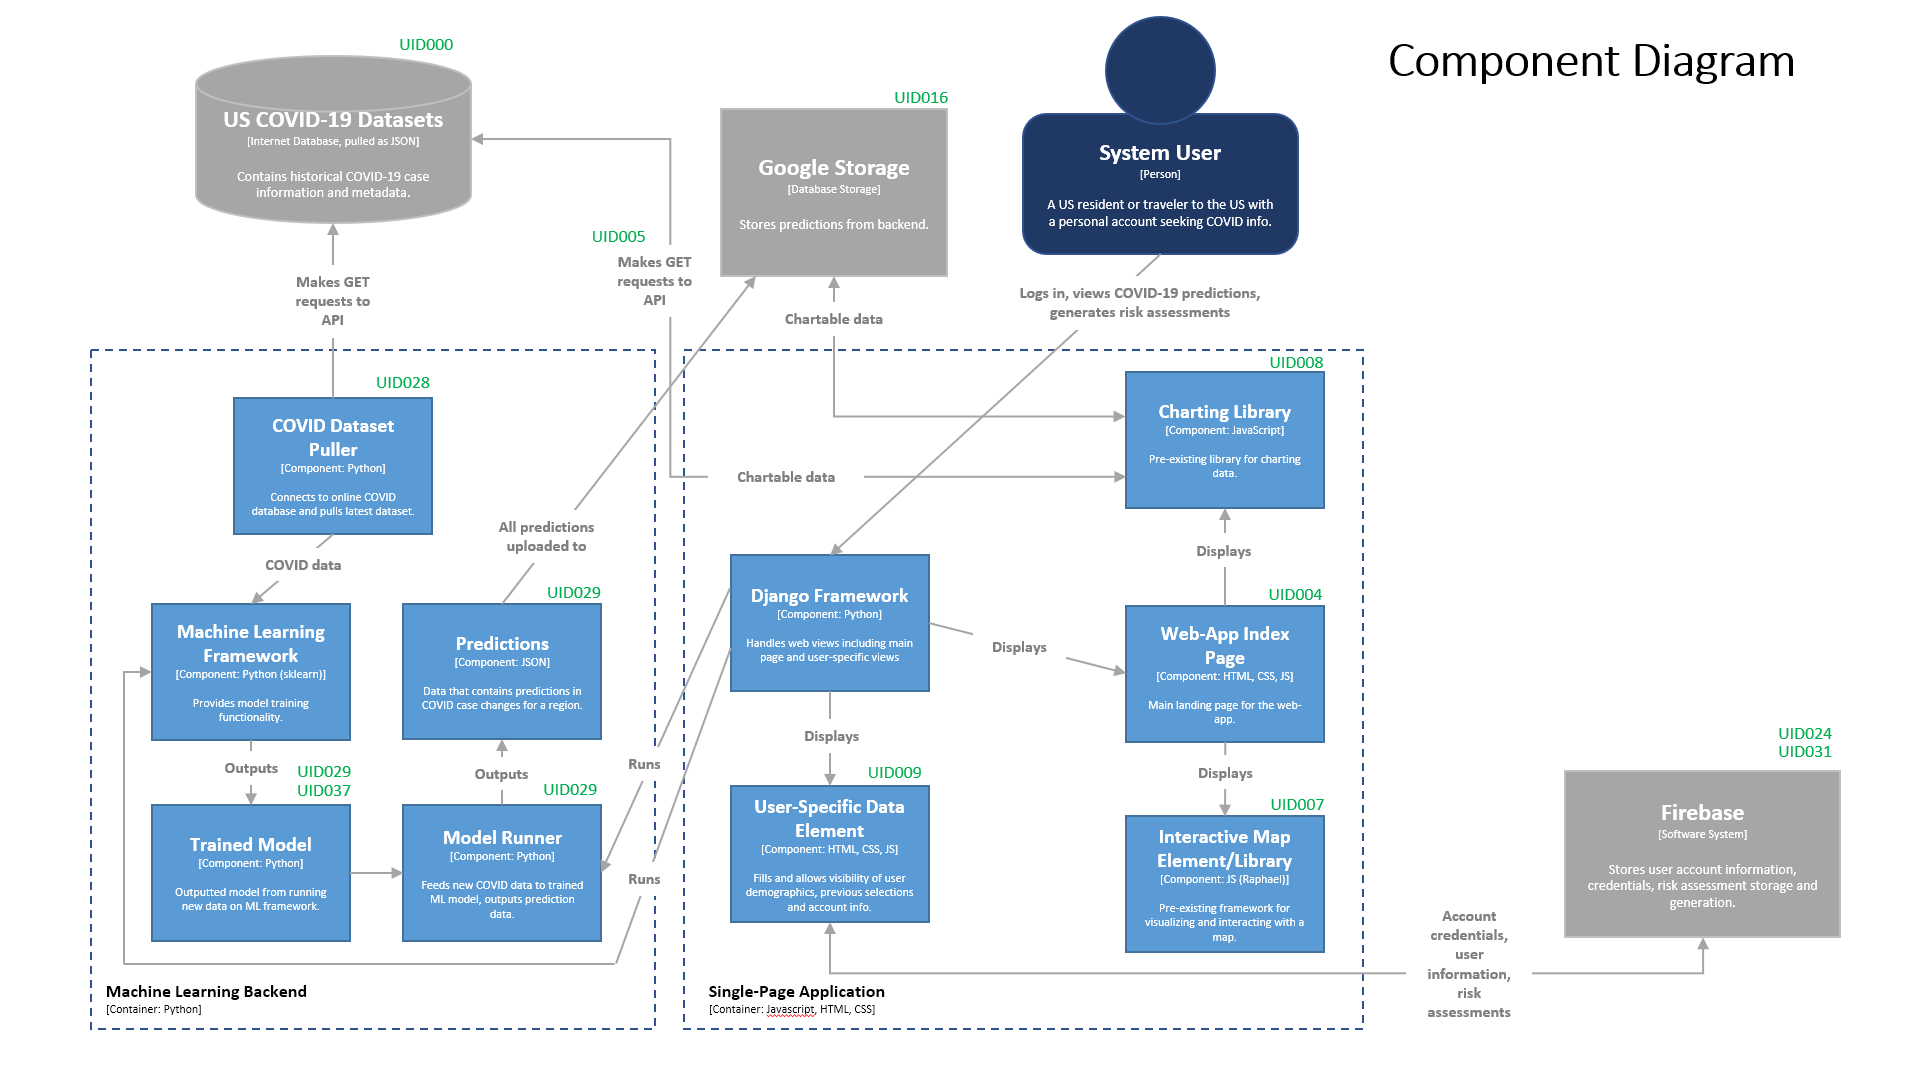 Component Diagram
UID000
US COVID-19 Datasets
[Internet Database, pulled as JSON]
Contains historical COVID-19 case
information and metadata.
UID016
Google Storage
[Database Storage]
Stores predictions from backend.
System User
[Person]
A US resident or traveler to the US with
a personal account seeking COVID info.
Makes GET
requests to
API
UID005
Makes GET
requests to
API
Chartable data
Logs in, views COVID-19 predictions,
generates risk assessments
UID028
COVID Dataset
Puller
[Component: Python]
Connects to online COVID
database and pulls latest dataset.
UID008
Charting Library
[Component: JavaScript]
Pre-existing library for charting
data.
Chartable data
All predictions
uploaded to
COVID data
Displays
UID029
Machine Learning
Framework
[Component: Python (sklearn)]
Provides model training
functionality.
Predictions
[Component: JSON]
Data that contains predictions in
COVID case changes for a region.
Django Framework
[Component: Python]
Handles web views including main
page and user-specific views
Displays
UID004
Web-App Index
Page
[Component: HTML, CSS, JS]
Main landing page for the web-
app.
Outputs
UID029
UID037
Outputs
UID029
Runs
Displays
Displays
Trained Model
[Component: Python]
Outputted model from running
new data on ML framework.
Model Runner
[Component: Python]
Feeds new COVID data to trained
ML model, outputs prediction
data.
Runs
UID009
User-Specific Data
Element
[Component: HTML, CSS, JS]
Fills and allows visibility of user
demographics, previous selections
and account info.
UID007
Interactive Map
Element/Library
[Component: JS (Raphael)]
Pre-existing framework for
visualizing and interacting with a
map.
UID024
UID031
Firebase
[Software System]
Stores user account information,
credentials, risk assessment storage and
generation.
Account
credentials,
user
information,
risk
assessments
Machine Learning Backend
[Container: Python]
Single-Page Application
[Container: Javascript, HTML, CSS]